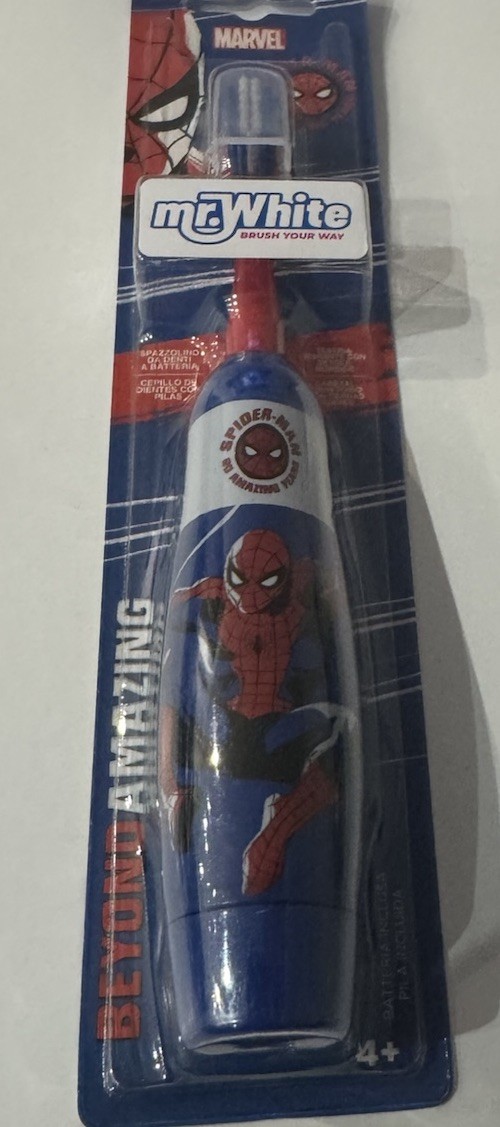 MARVEL
mr.White
BRUSH YOUR WAY
SPAZZOLINO
DA DENTI
A BATTERIA
CEPILLO DE
DIENTES CON
PILAS
SPIDER-MAN
60 AMAZING YEARS
BEYOND AMAZING
BATTERIA INCLUSA
PILA INCLUIDA
4+